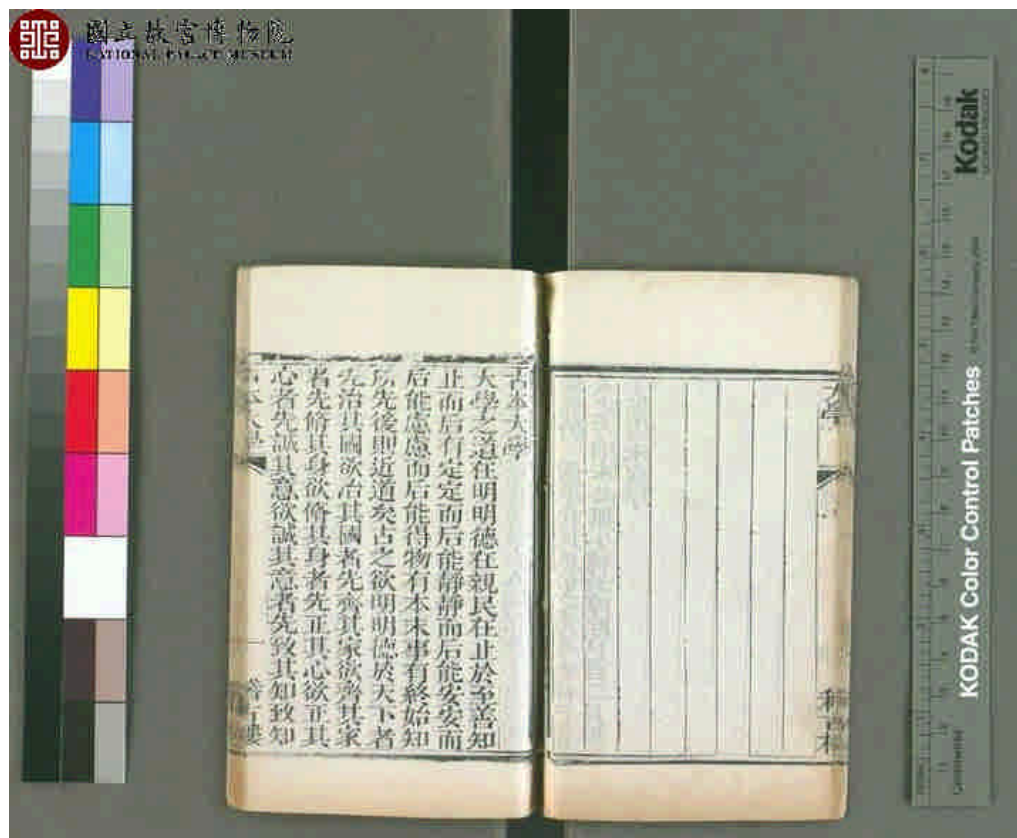 國立故宮博物院
NATIONAL PALACE MUSEUM
古本大學
大學之道在明明德在親民在止於至善知
止而后有定定而后能靜靜而后能安安而
后能慮慮而后能得物有本末事有終始知
所先後則近道矣古之欲明明德於天下者
先治其國欲治其國者先齊其家欲齊其家
者先脩其身欲脩其身者先正其心欲正其
心者先誠其意欲誠其意者先致其知致知
Kodak
KODAK Color Control Patches